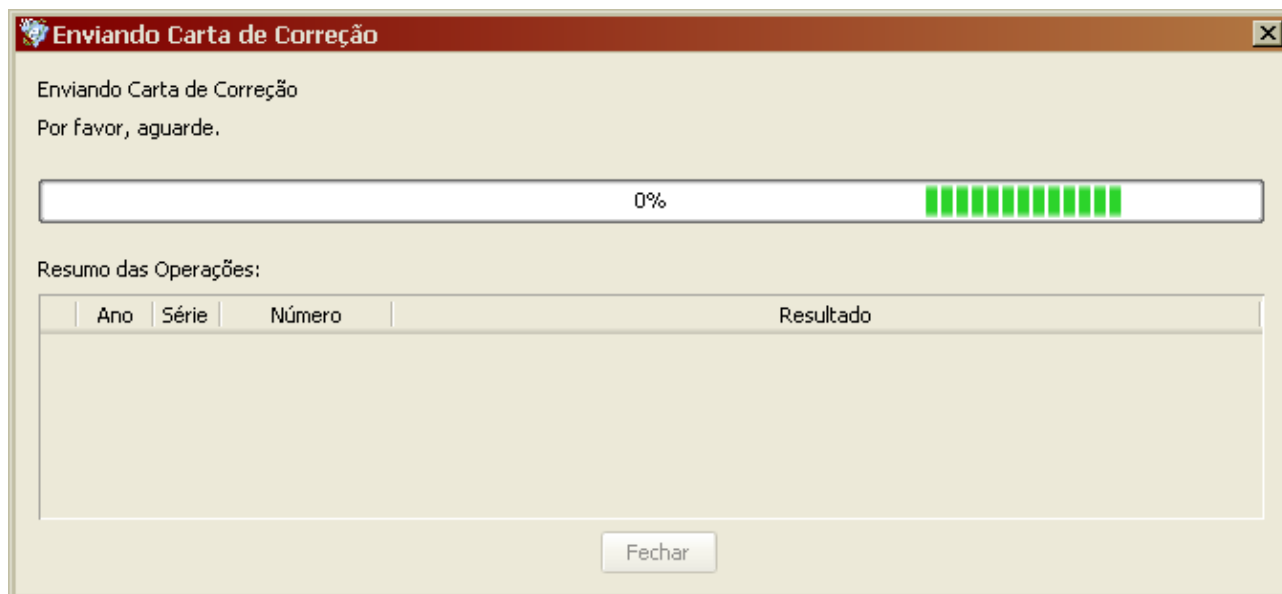 Enviando Carta de Correção
Enviando Carta de Correção
Por favor, aguarde.
0%
Resumo das Operações:
Ano Série Número Resultado
Fechar